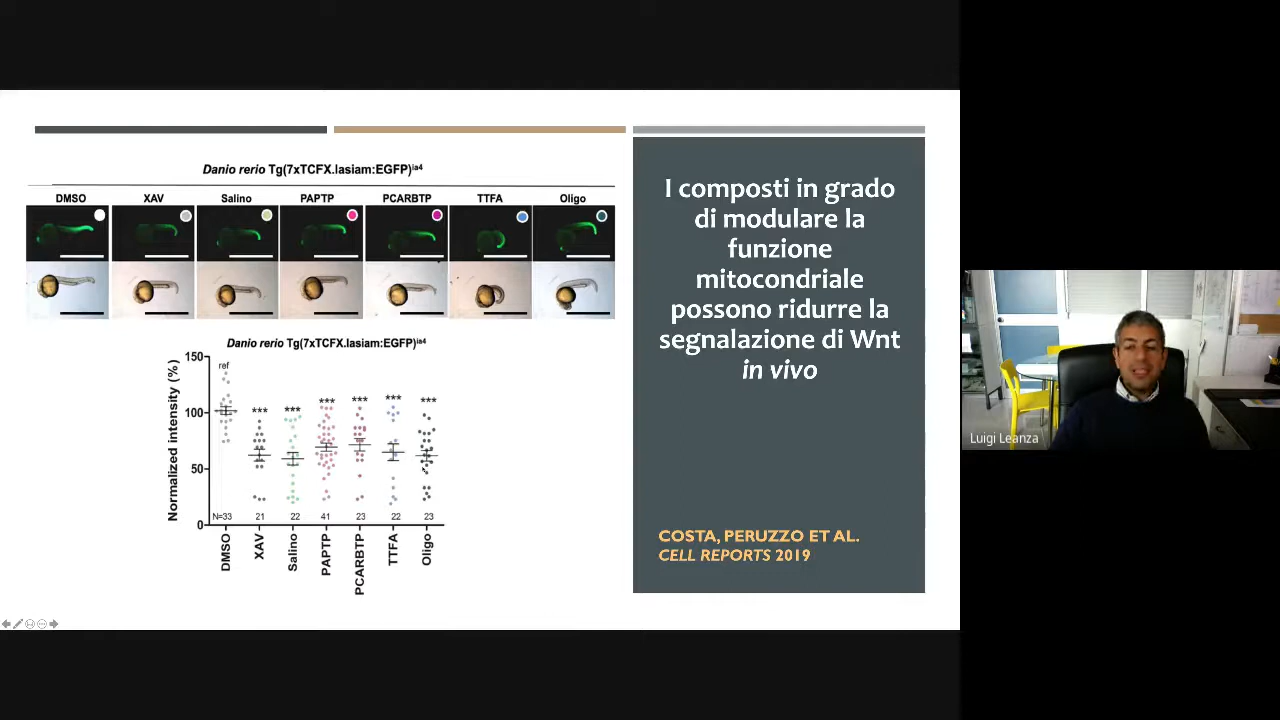 Danio rerio Tg(7xTCFX.lasiam:EGFP)ia4
DMSO XAV Salino PAPTP PCARBTP TTFA Oligo
Danio rerio Tg(7xTCFX.lasiam:EGFP)ia4
Normalized intensity (%)
150
100
50
0
ref
*** *** *** *** *** ***
N=33 21 22 41 23 22 23
DMSO XAV Salino PAPTP PCARBTP TTFA Oligo
I composti in grado
di modulare la
funzione
mitocondriale
possono ridurre la
segnalazione di Wnt
in vivo
COSTA, PERUZZO ET AL.
CELL REPORTS 2019
Luigi Leanza